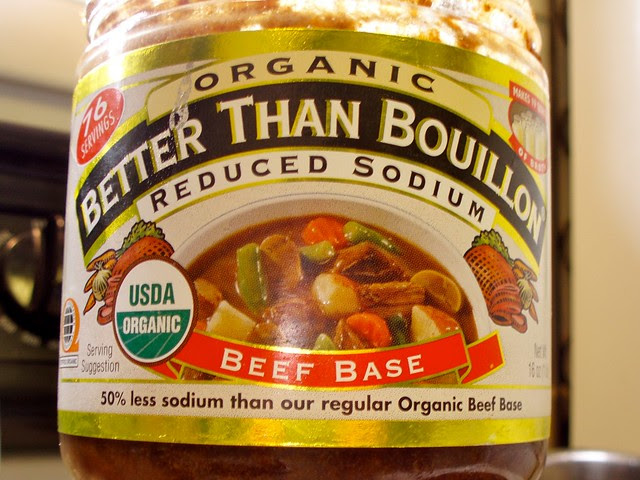 ORGANIC
76
SERVINGS
BETTER THAN BOUILLON
REDUCED SODIUM
USDA
ORGANIC
Serving
Suggestion
BEEF BASE
50% less sodium than our regular Organic Beef Base